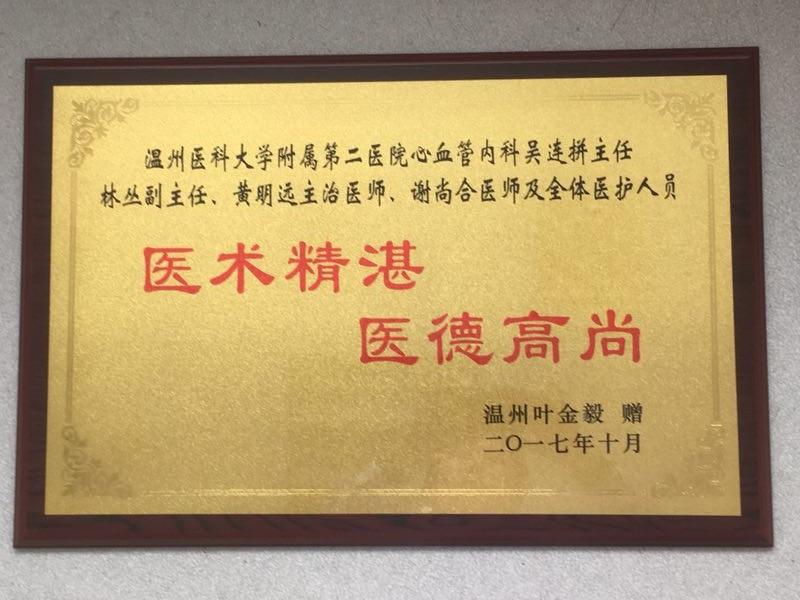 温州医科大学附属第二医院心血管内科吴连拼主任
林丛副主任、黄明远主治医师、谢尚合医师及全体医护人员
医术精湛
医德高尚
温州叶金毅 赠
二〇一七年十月